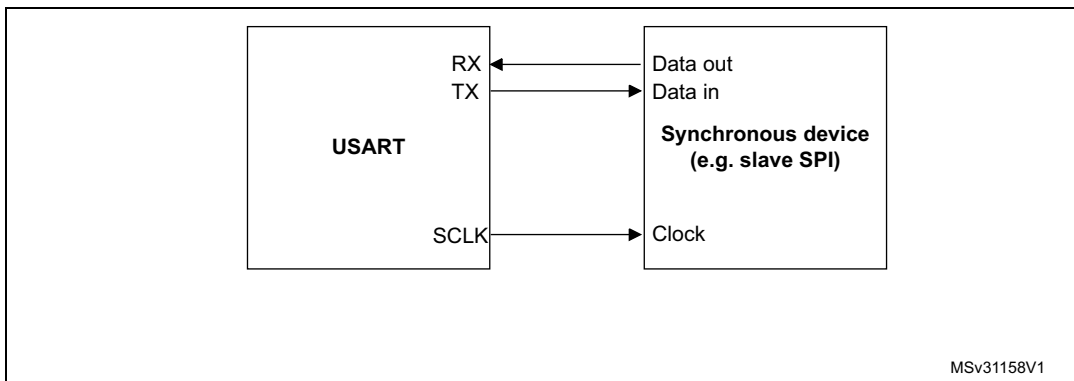 RX
TX
USART
SCLK
Data out
Data in
Synchronous device
(e.g. slave SPI)
Clock
MSv31158V1